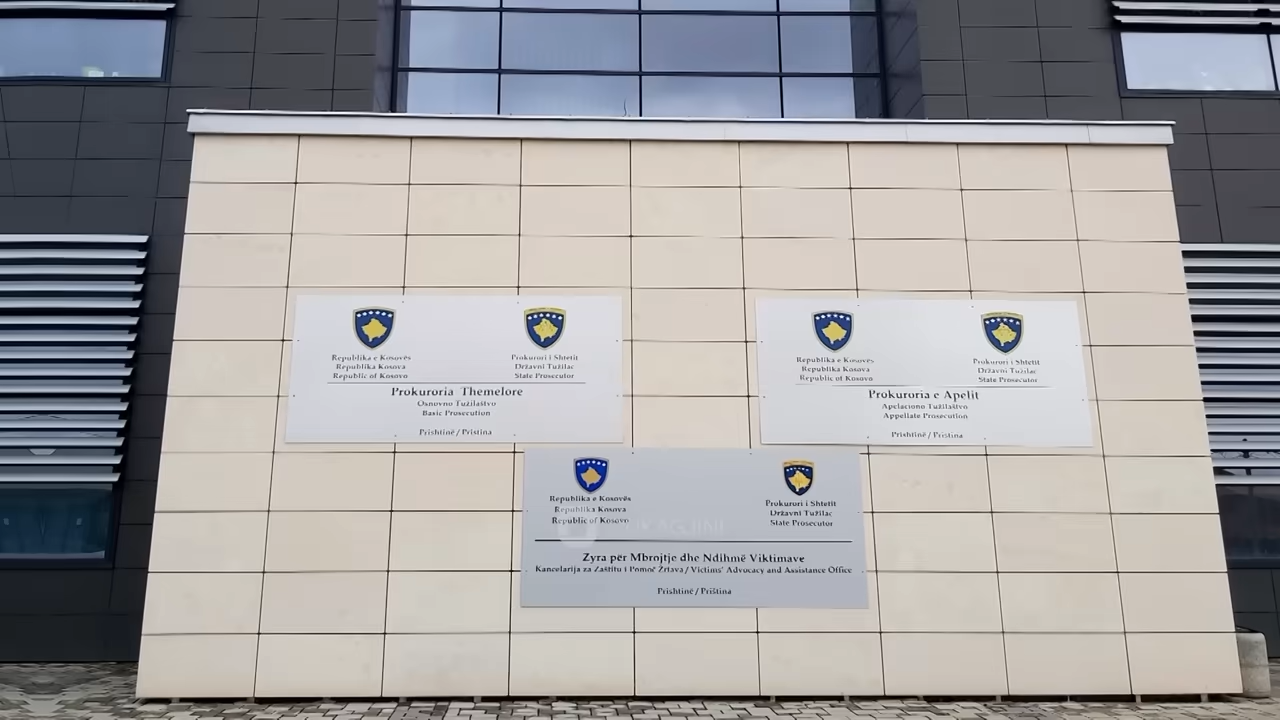 Republika e Kosovës
Republika Kosova
Republic of Kosovo
Prokurori i Shtetit
Državni Tužilac
State Prosecutor
Prokuroria Themelore
Osnovno Tužilaštvo
Basic Prosecution
Prishtinë / Priština
Republika e Kosovës
Republika Kosova
Republic of Kosovo
Prokurori i Shtetit
Državni Tužilac
State Prosecutor
Prokuroria e Apelit
Apelaciono Tužilaštvo
Appellate Prosecution
Prishtinë / Priština
Republika e Kosovës
Republika Kosova
Republic of Kosovo
Prokurori i Shtetit
Državni Tužilac
State Prosecutor
Zyra për Mbrojtje dhe Ndihmë Viktimave
Kancelarija za Zaštitu i Pomoč Žrtava / Victims' Advocacy and Assistance Office
Prishtinë / Priština